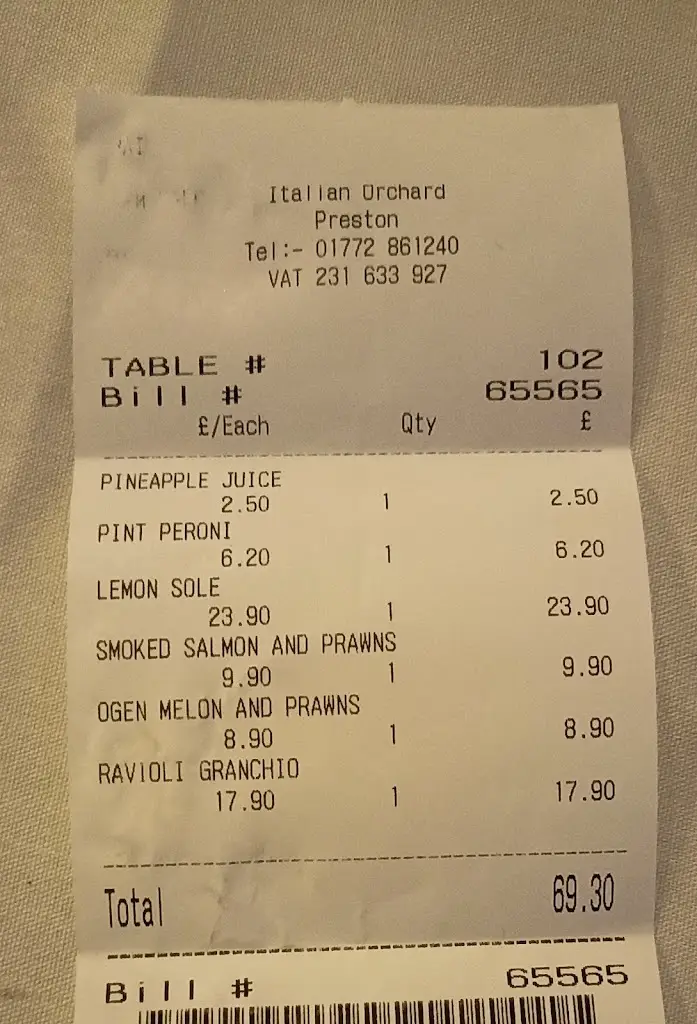 Italian Orchard
Preston
Tel:- 01772 861240
VAT 231 633 927
TABLE # 102
Bill # 65565
£/Each Qty £
PINEAPPLE JUICE
2.50 1 2.50
PINT PERONI
6.20 1 6.20
LEMON SOLE
23.90 1 23.90
SMOKED SALMON AND PRAWNS
9.90 1 9.90
OGEN MELON AND PRAWNS
8.90 1 8.90
RAVIOLI GRANCHIO
17.90 1 17.90
Total 69.30
Bill # 65565